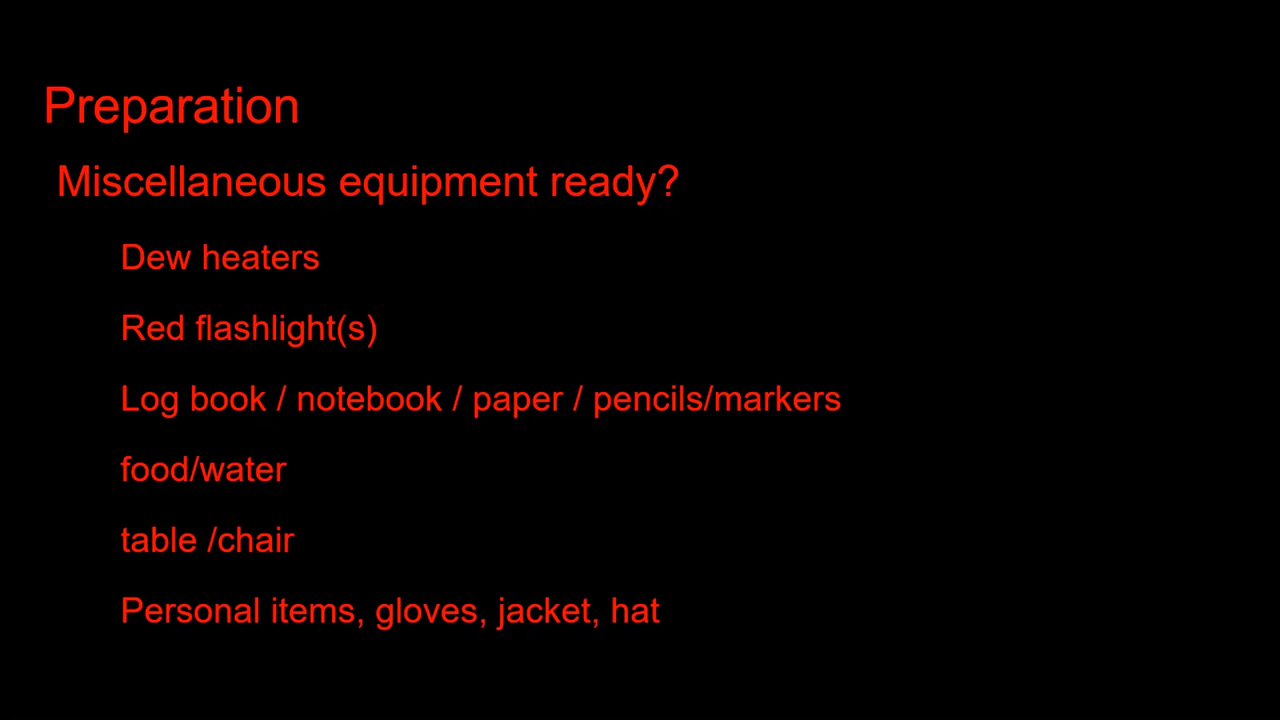 Preparation
Miscellaneous equipment ready?
Dew heaters
Red flashlight(s)
Log book / notebook / paper / pencils/markers
food/water
table /chair
Personal items, gloves, jacket, hat